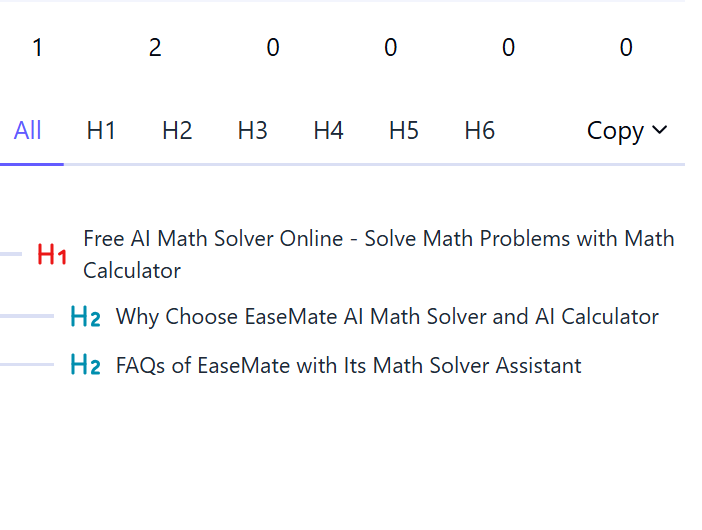 1 2 0 0 0 0
All H1 H2 H3 H4 H5 H6 Copy
H1 Free AI Math Solver Online - Solve Math Problems with Math
Calculator
H2 Why Choose EaseMate AI Math Solver and AI Calculator
H2 FAQs of EaseMate with Its Math Solver Assistant